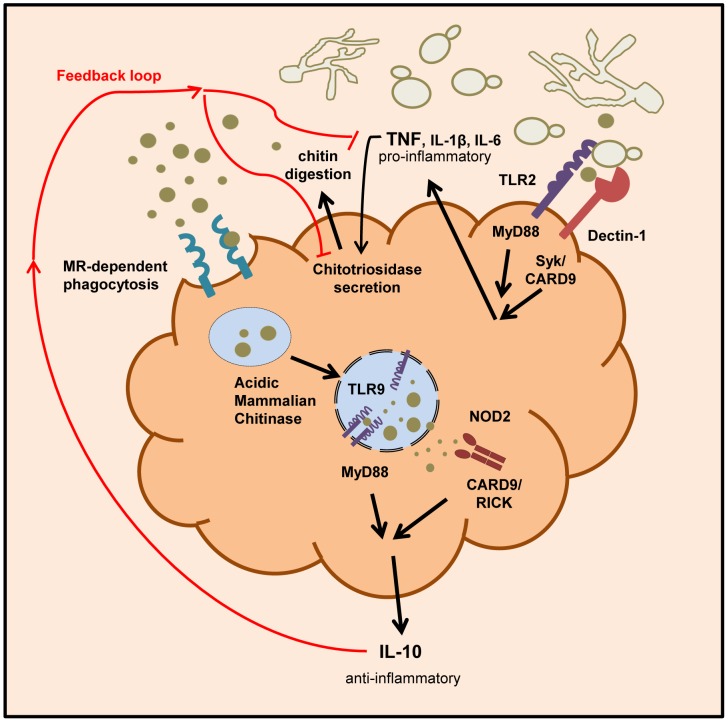 Feedback loop
TNF, IL-1β, IL-6
pro-inflammatory
chitin
digestion
TLR2
MyD88
Dectin-1
Syk/
CARD9
MR-dependent
phagocytosis
Chitotriosidase
secretion
Acidic
Mammalian
Chitinase
TLR9
NOD2
MyD88
CARD9/
RICK
IL-10
anti-inflammatory